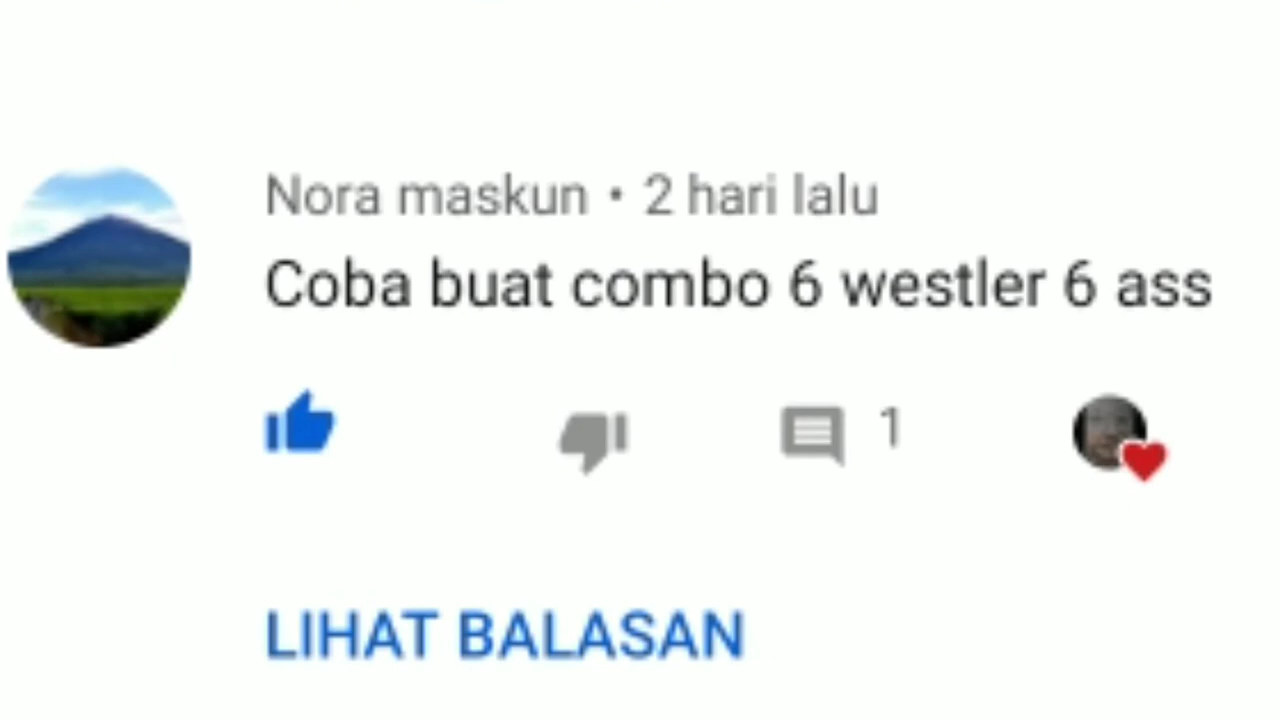 Nora maskun • 2 hari lalu
Coba buat combo 6 westler 6 ass
1
LIHAT BALASAN